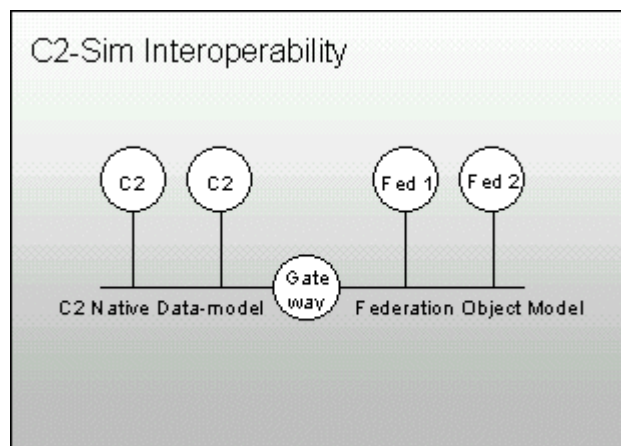 C2-Sim Interoperability
C2
C2
Fed 1
Fed 2
Gate
way
C2 Native Data-model
Federation Object Model